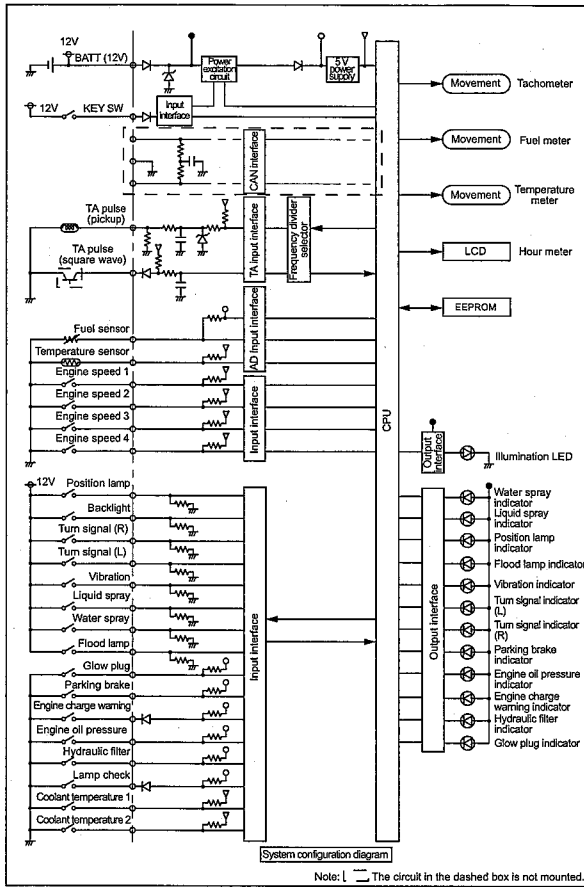 12V
BATT (12V)
Power
excitation
circuit
5 V
power
supply
12V
KEY SW
Input
interface
CAN interface
TA pulse
(pickup)
TA pulse
(square wave)
TA input interface
Frequency divider
selector
Fuel sensor
Temperature sensor
AD Input interface
Engine speed 1
Engine speed 2
Engine speed 3
Engine speed 4
Input interface
CPU
Movement
Tachometer
Movement
Fuel meter
Movement
Temperature
meter
LCD
Hour meter
EEPROM
Output
interface
Illumination LED
12V
Position lamp
Backlight
Turn signal (R)
Turn signal (L)
Vibration
Liquid spray
Water spray
Flood lamp
Glow plug
Parking brake
Engine charge warning
Engine oil pressure
Hydraulic filter
Lamp check
Coolant temperature 1
Coolant temperature 2
Input interface
Output interface
Water spray
indicator
Liquid spray
indicator
Position lamp
indicator
Flood lamp indicator
Vibration indicator
Turn signal indicator
(L)
Turn signal indicator
(R)
Parking brake
indicator
Engine oil pressure
indicator
Engine charge
warning indicator
Hydraulic filter
indicator
Glow plug indicator
System configuration diagram
Note: The circuit in the dashed box is not mounted.